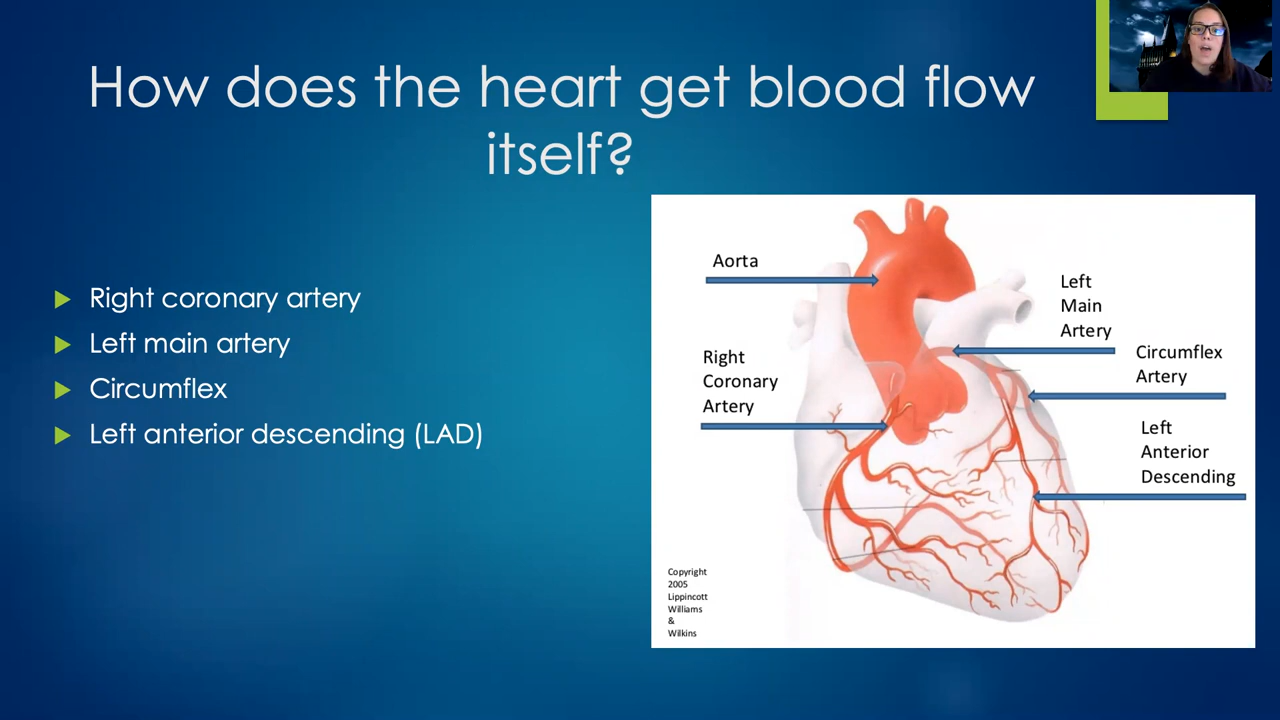 How does the heart get blood flow
itself?
Right coronary artery
Left main artery
Circumflex
Left anterior descending (LAD)
Aorta
Left
Main
Artery
Right
Coronary
Artery
Circumflex
Artery
Left
Anterior
Descending
Copyright
2005
Lippincott
Williams
&
Wilkins